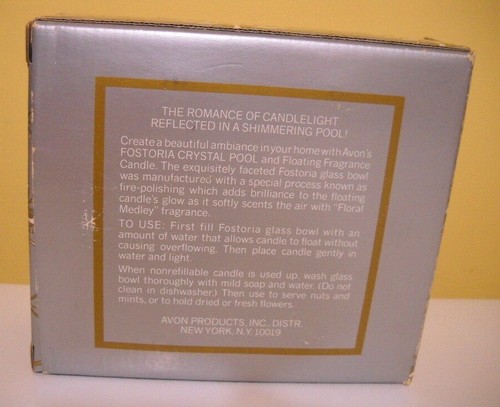 THE ROMANCE OF CANDLELIGHT
REFLECTED IN A SHIMMERING POOL!
Create a beautiful ambiance in your home with Avon's
FOSTORIA CRYSTAL POOL and Floating Fragrance
Candle. The exquisitely faceted Fostoria glass bowl
was manufactured with a special process known as
fire-polishing which adds brilliance to the floating
candle's glow as it softly scents the air with "Floral
Medley" fragrance.
TO USE: First fill Fostoria glass bowl with an
amount of water that allows candle to float without
causing overflowing. Then place candle gently in
water and light.
When nonrefillable candle is used up, wash glass
bowl thoroughly with mild soap and water. (Do not
clean in dishwasher.) Then use to serve nuts and
mints, or to hold dried or fresh flowers.
AVON PRODUCTS, INC., DISTR.
NEW YORK, N.Y. 10019